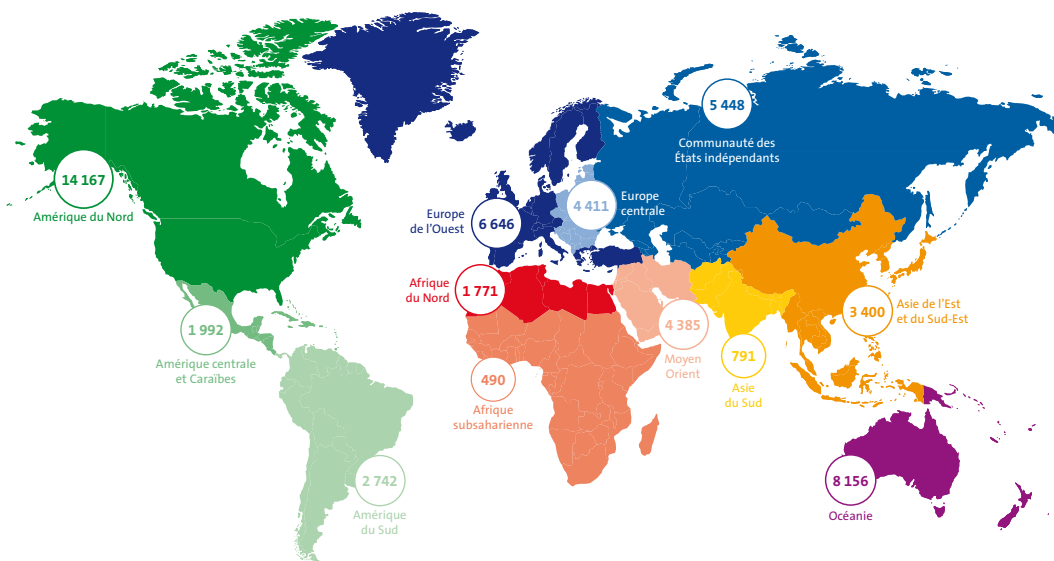 14 167
Amérique du Nord
1 992
Amérique centrale
et Caraïbes
2 742
Amérique
du Sud
Europe
de l'Ouest
6 646
4 411
Europe
centrale
5 448
Communauté des
États indépendants
Afrique
du Nord
1 771
490
Afrique
subsaharienne
4 385
Moyen
Orient
791
Asie
du Sud
3 400
Asie de l'Est
et du Sud-Est
8 156
Océanie